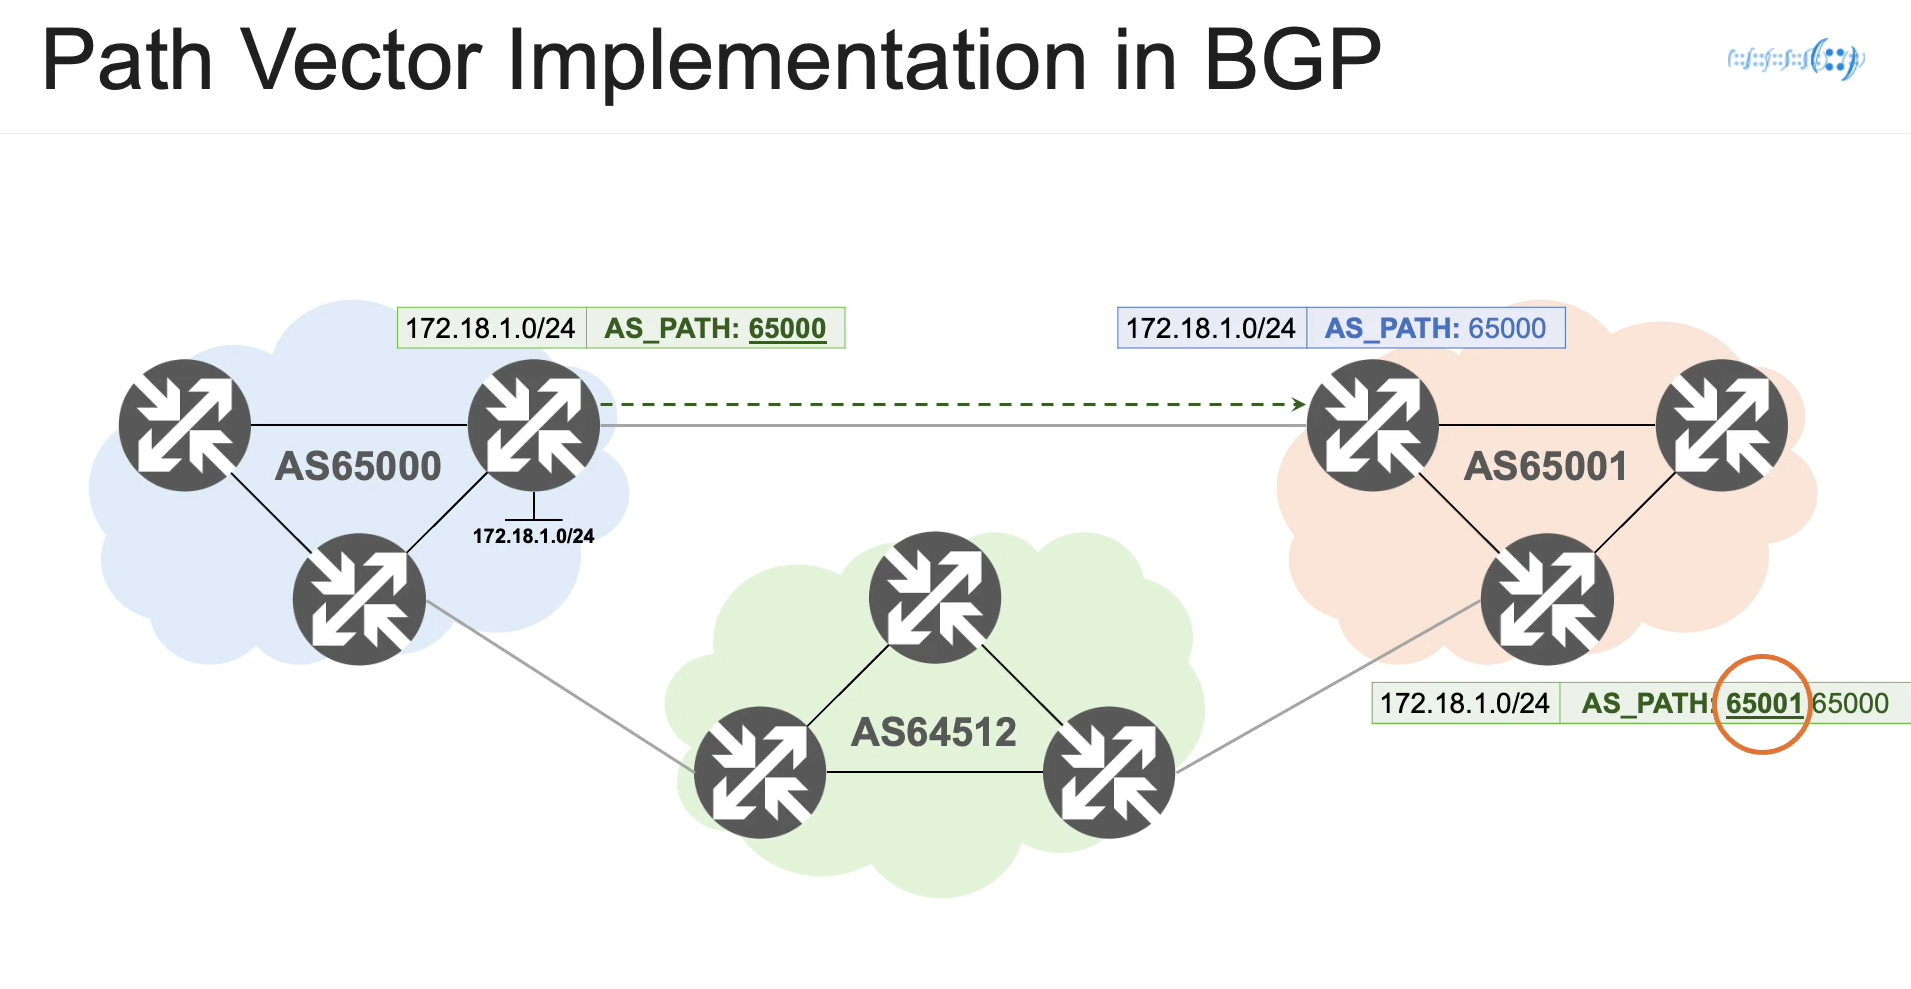 Path Vector Implementation in BGP
172.18.1.0/24 AS_PATH: 65000
172.18.1.0/24 AS_PATH: 65000
AS65000
AS65001
172.18.1.0/24
AS64512
172.18.1.0/24 AS_PATH: 65001 65000